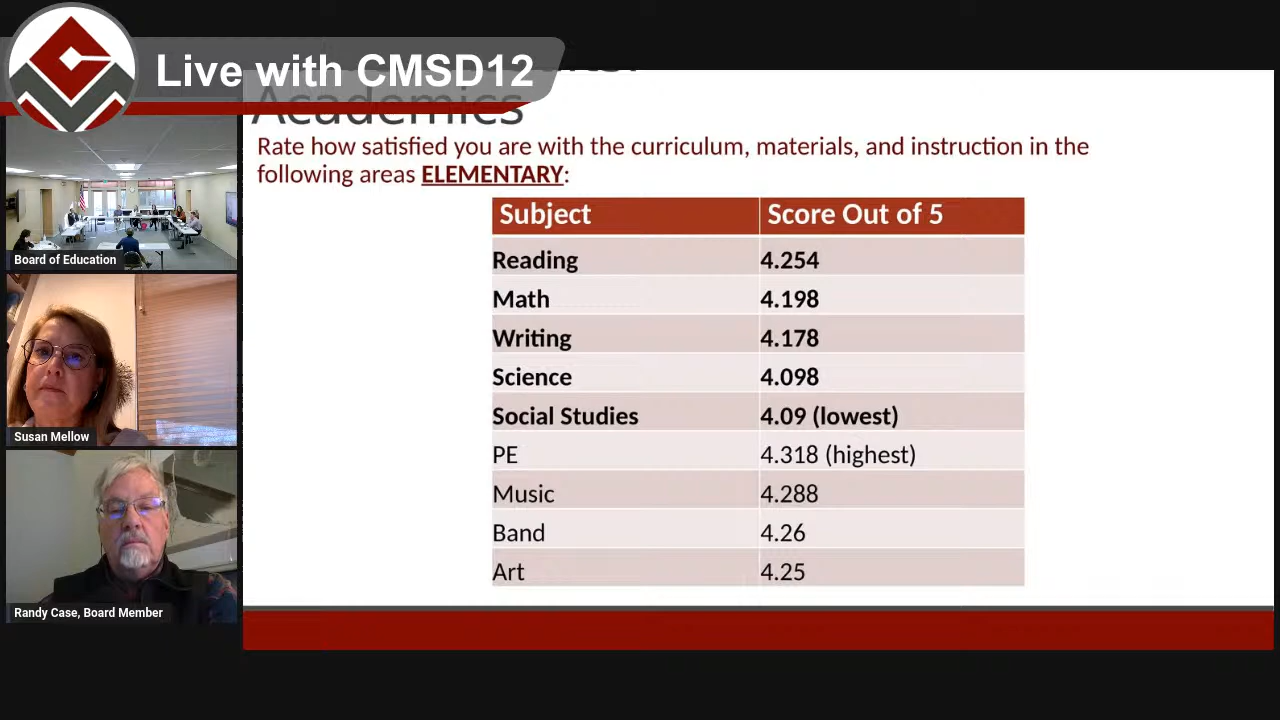 Live with CMSD12
Academics
Rate how satisfied you are with the curriculum, materials, and instruction in the
following areas ELEMENTARY:
Subject Score Out of 5
Reading 4.254
Math 4.198
Writing 4.178
Science 4.098
Social Studies 4.09 (lowest)
PE 4.318 (highest)
Music 4.288
Band 4.26
Art 4.25
Board of Education
Susan Mellow
Randy Case, Board Member